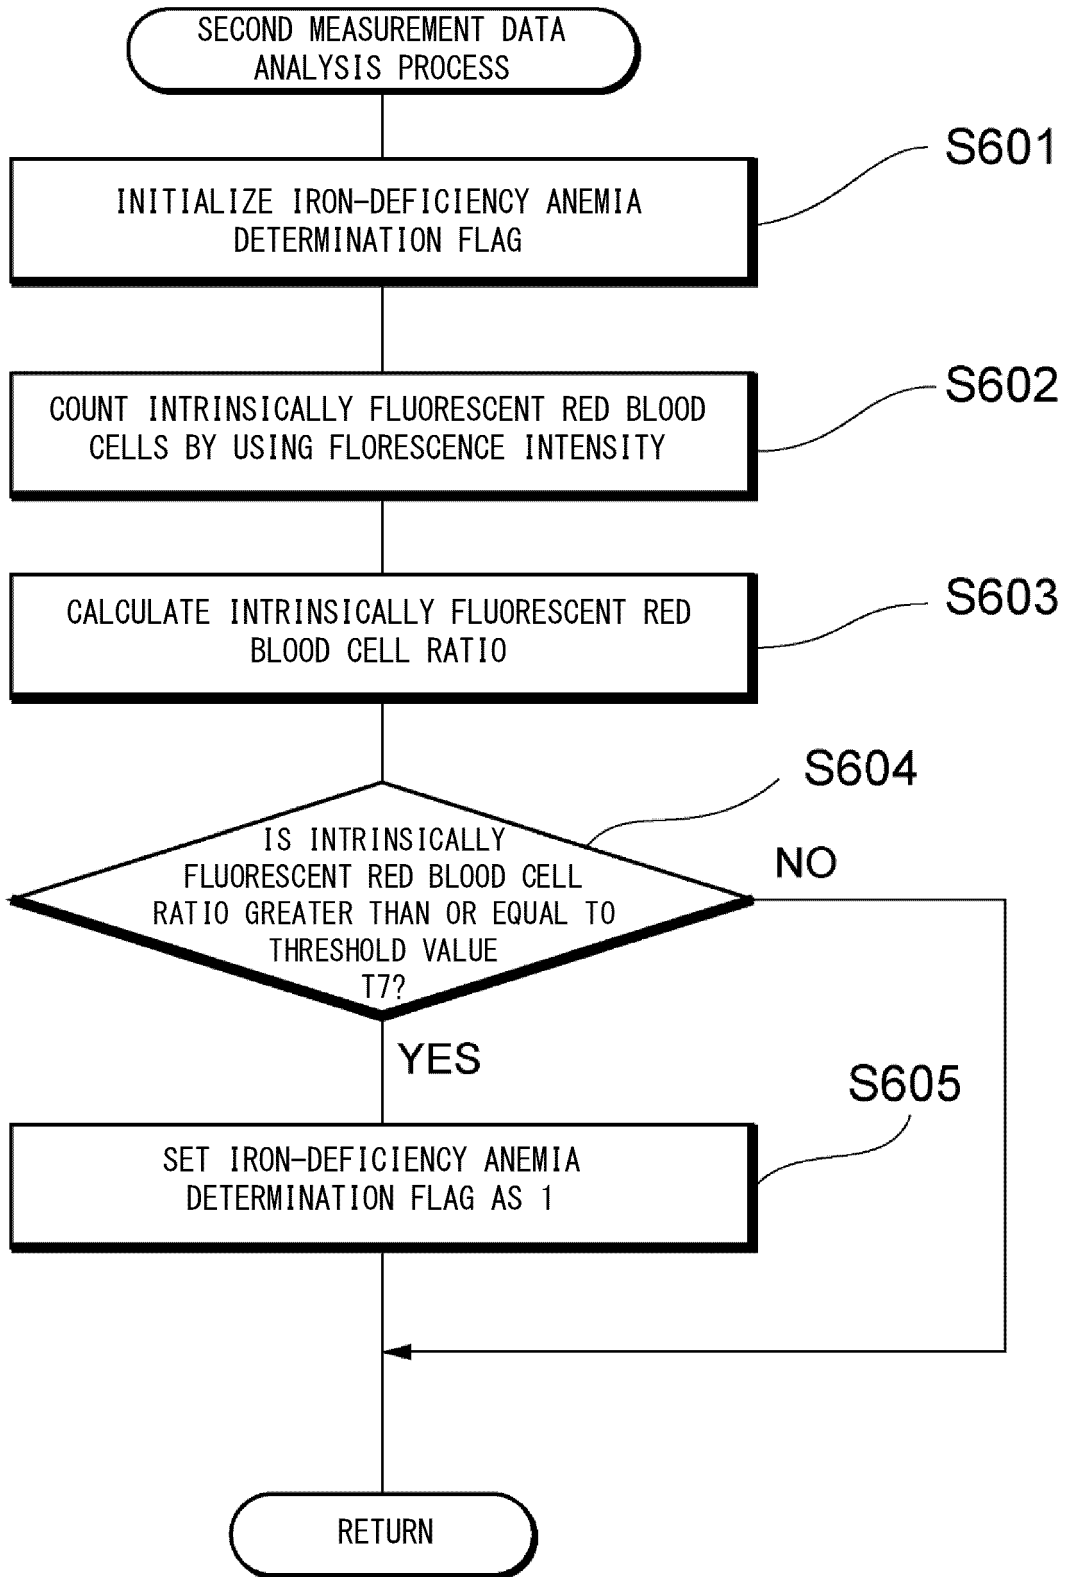 SECOND MEASUREMENT DATA
ANALYSIS PROCESS
S601
INITIALIZE IRON-DEFICIENCY ANEMIA
DETERMINATION FLAG
S602
COUNT INTRINSICALLY FLUORESCENT RED BLOOD
CELLS BY USING FLORESCENCE INTENSITY
S603
CALCULATE INTRINSICALLY FLUORESCENT RED
BLOOD CELL RATIO
S604
IS INTRINSICALLY
FLUORESCENT RED BLOOD CELL
RATIO GREATER THAN OR EQUAL TO
THRESHOLD VALUE
T7?
NO
YES
S605
SET IRON-DEFICIENCY ANEMIA
DETERMINATION FLAG AS 1
RETURN